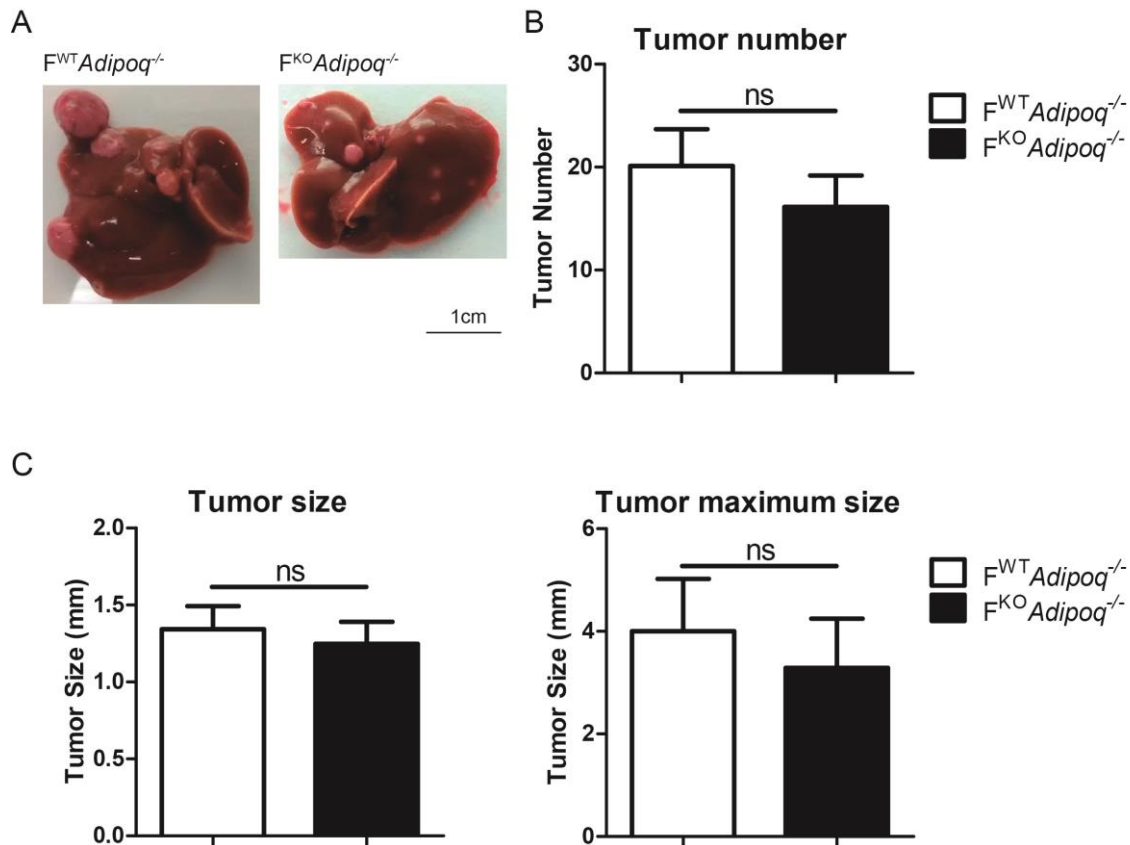 A
F^WT Adipoq^-/-
F^KO Adipoq^-/-
1cm
B
Tumor number
Tumor Number
30
20
10
0
ns
F^WT Adipoq^-/-
F^KO Adipoq^-/-
C
Tumor size
Tumor Size (mm)
2.0
1.5
1.0
0.5
0.0
ns
Tumor maximum size
Tumor Size (mm)
6
4
2
0
ns
F^WT Adipoq^-/-
F^KO Adipoq^-/-